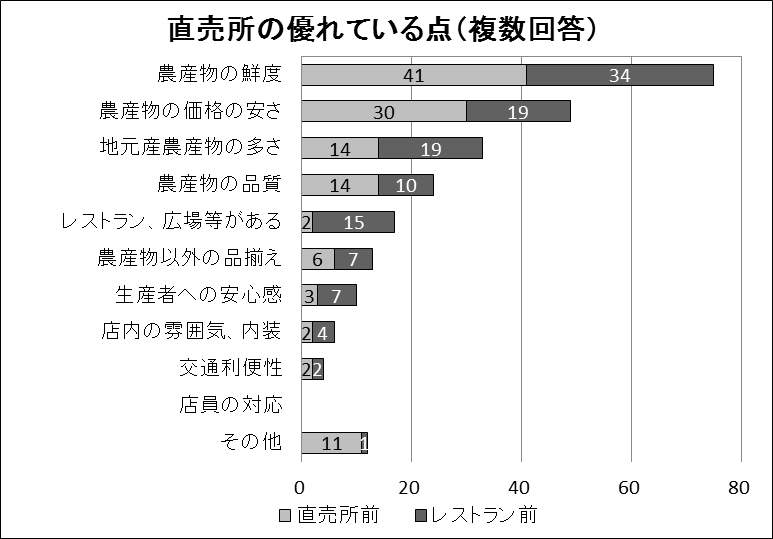 直売所の優れている点（複数回答）
農産物の鮮度 41 34
農産物の価格の安さ 30 19
地元産農産物の多さ 14 19
農産物の品質 14 10
レストラン、広場等がある 2 15
農産物以外の品揃え 6 7
生産者への安心感 3 7
店内の雰囲気、内装 2 4
交通利便性 2 2
店員の対応
その他 11 1
0 20 40 60 80
直売所前 レストラン前